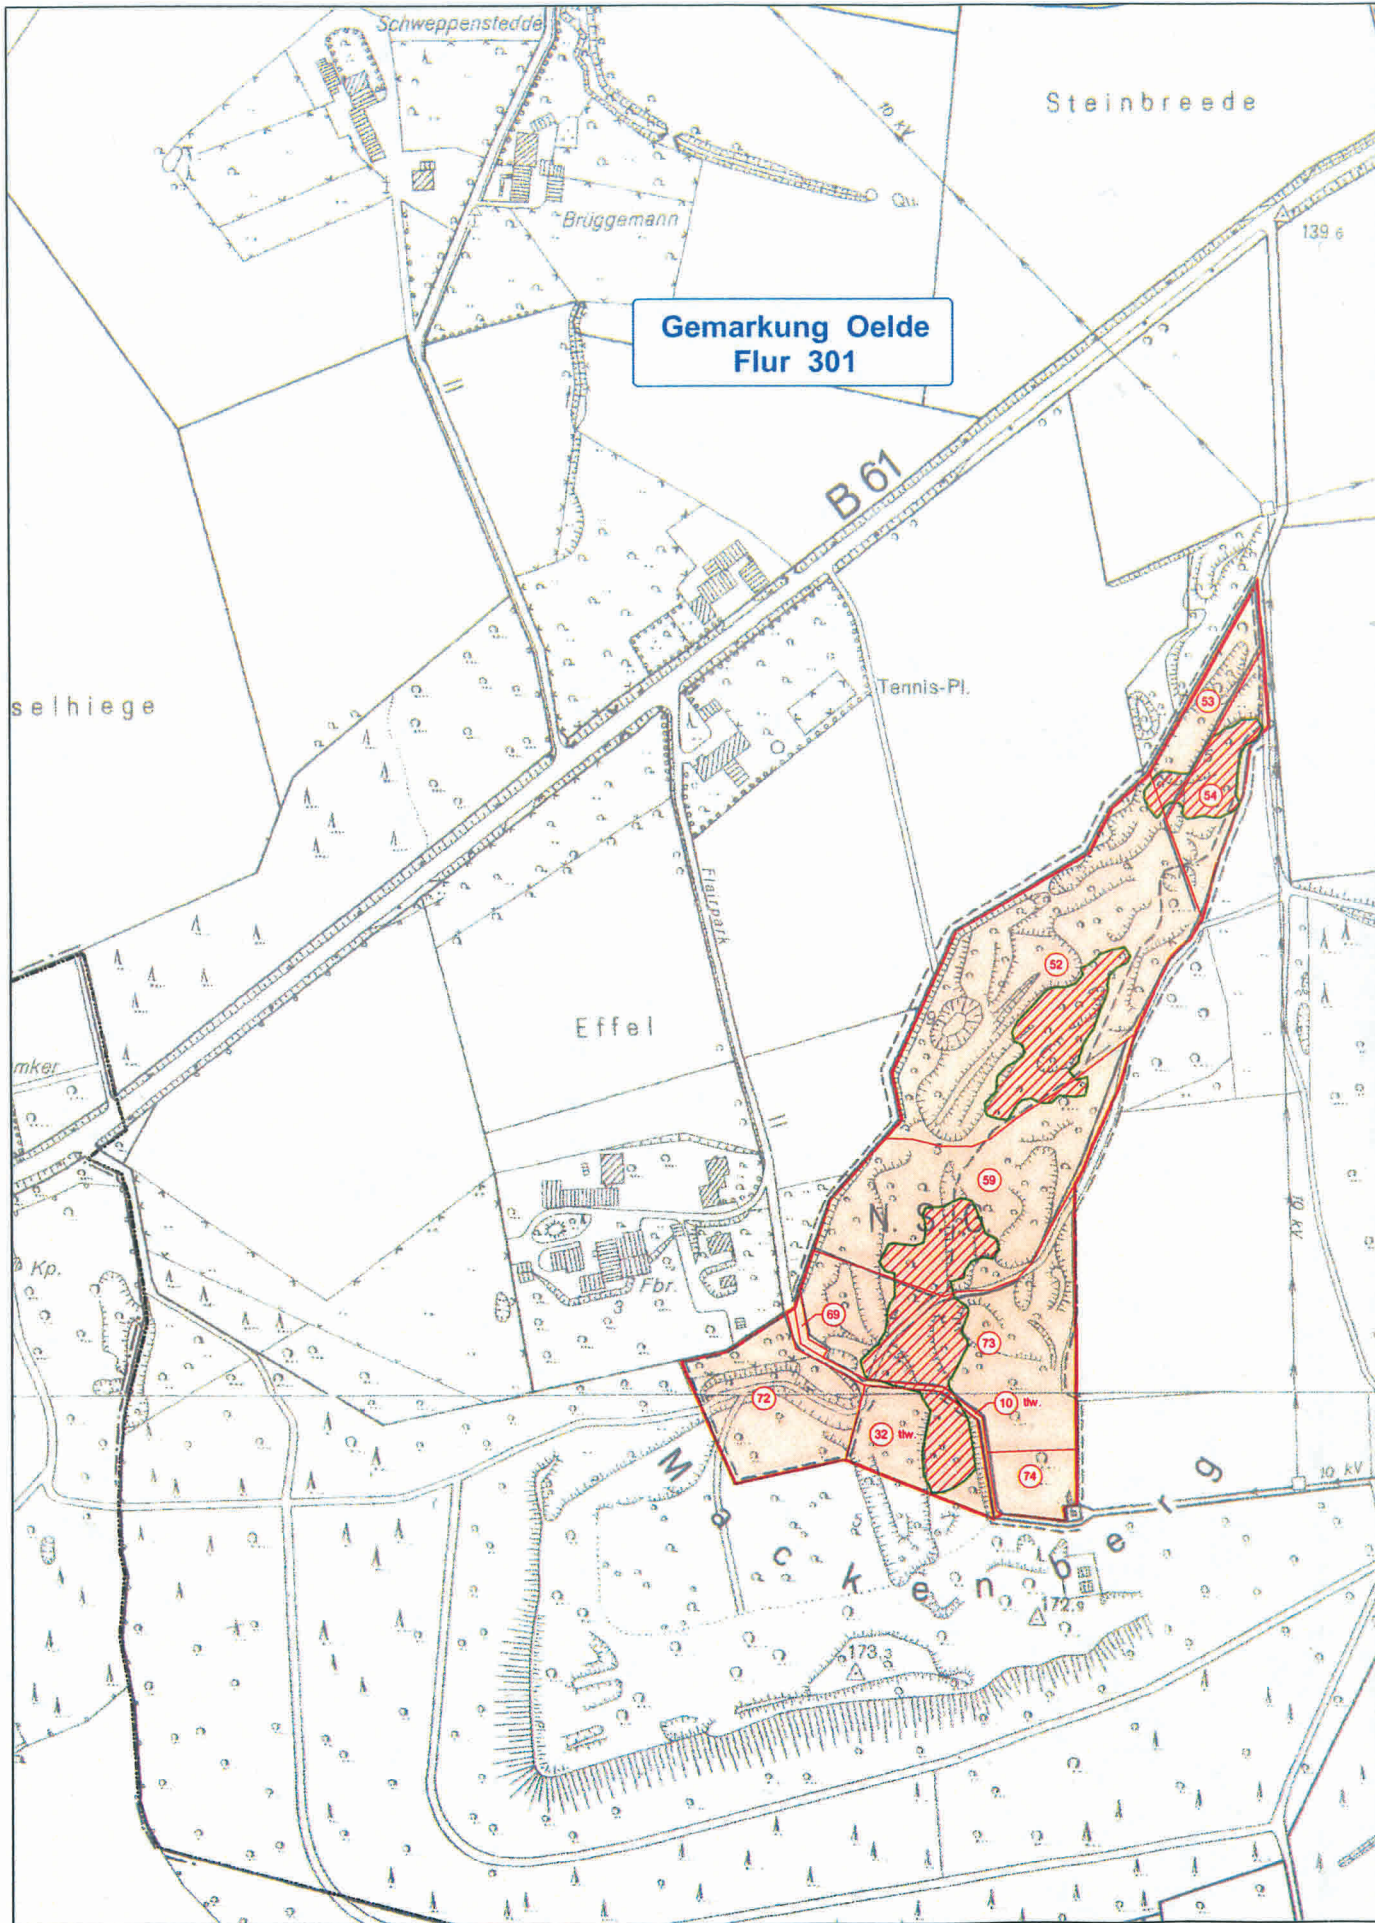 Schweppenstedde
Steinbreede
10 kV
Qu.
Brüggemann
139 6
Gemarkung Oelde
Flur 301
B 61
selhiege
Tennis-Pl.
53
54
Flairpark
52
Effel
mker
59
N. S. G
10 kV
Kp.
Fbr.
3
69
73
72
10 tlw.
32 tlw.
74
10 kV
Mackenberg
172,9
173,3